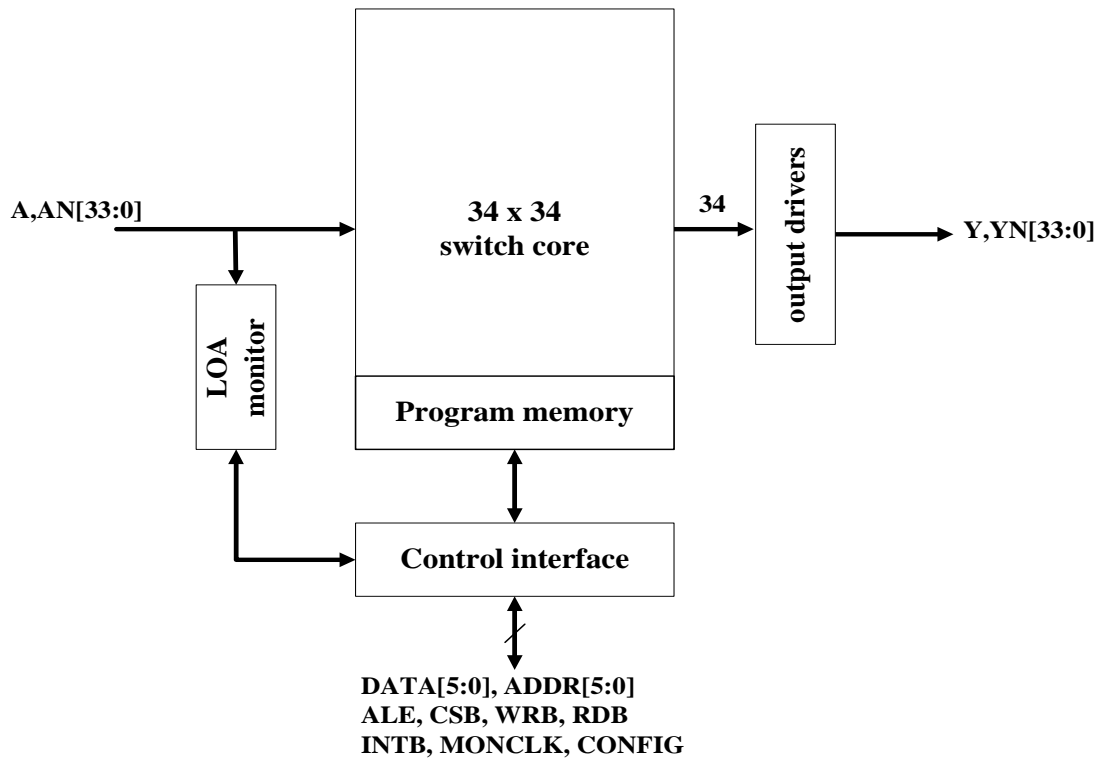 A,AN[33:0]
34 x 34
switch core
34
output drivers
Y,YN[33:0]
LOA
monitor
Program memory
Control interface
DATA[5:0], ADDR[5:0]
ALE, CSB, WRB, RDB
INTB, MONCLK, CONFIG